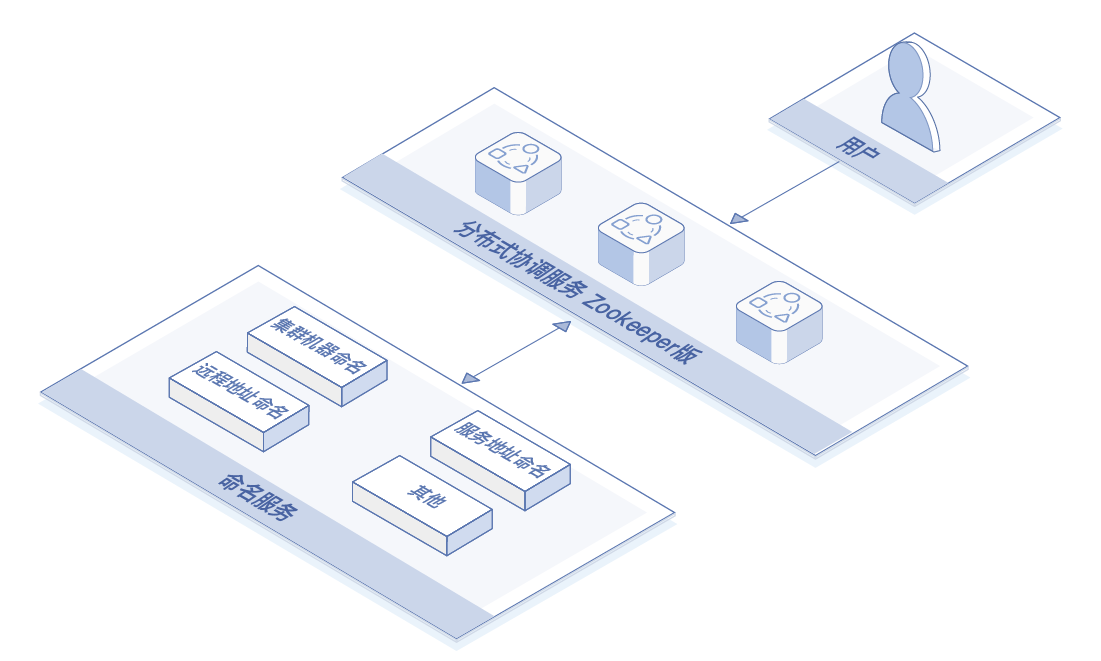 用户
分布式协调服务 Zookeeper版
集群机器命名
远程地址命名
服务地址命名
其他
命名服务